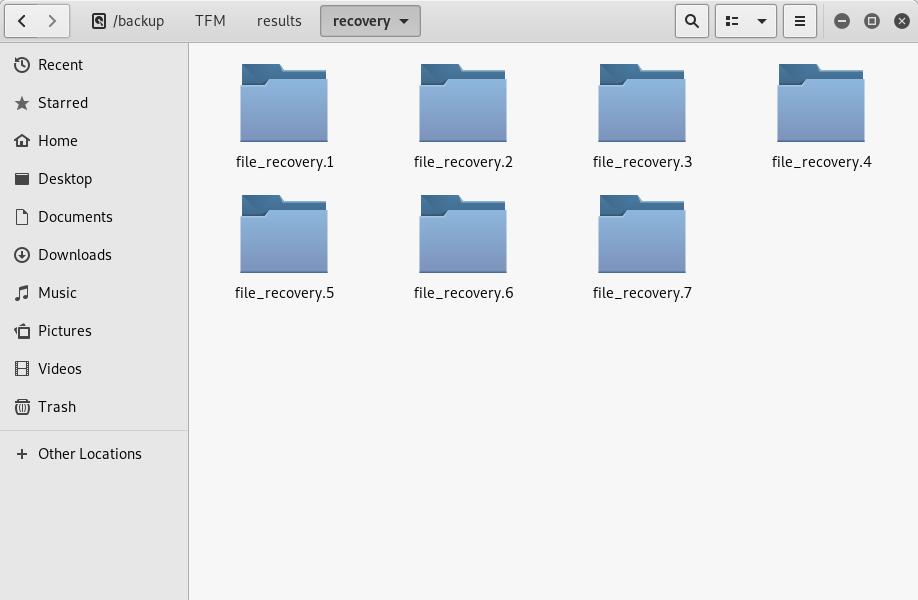 /backup TFM results recovery
Recent
Starred
Home
Desktop
Documents
Downloads
Music
Pictures
Videos
Trash
Other Locations
file_recovery.1 file_recovery.2 file_recovery.3 file_recovery.4
file_recovery.5 file_recovery.6 file_recovery.7